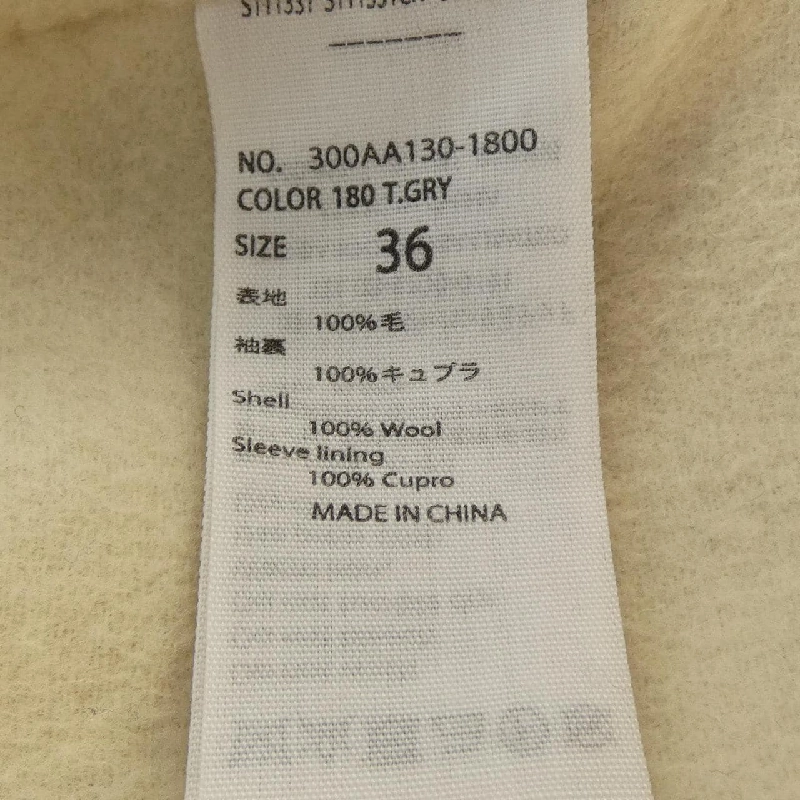 NO. 300AA130-1800
COLOR 180 T.GRY
SIZE 36
表地
100%毛
袖裏
100%キュプラ
Shell
100% Wool
Sleeve lining
100% Cupro
MADE IN CHINA